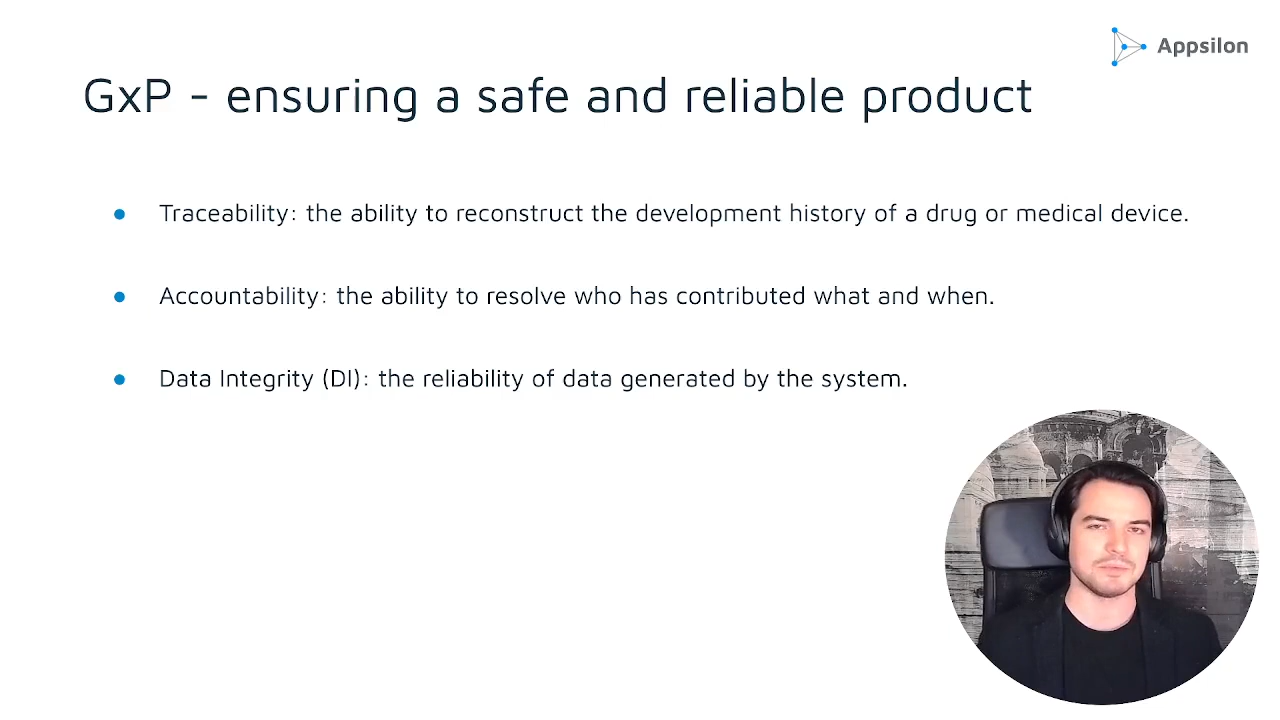 Appsilon
GxP - ensuring a safe and reliable product
● Traceability: the ability to reconstruct the development history of a drug or medical device.
● Accountability: the ability to resolve who has contributed what and when.
● Data Integrity (DI): the reliability of data generated by the system.